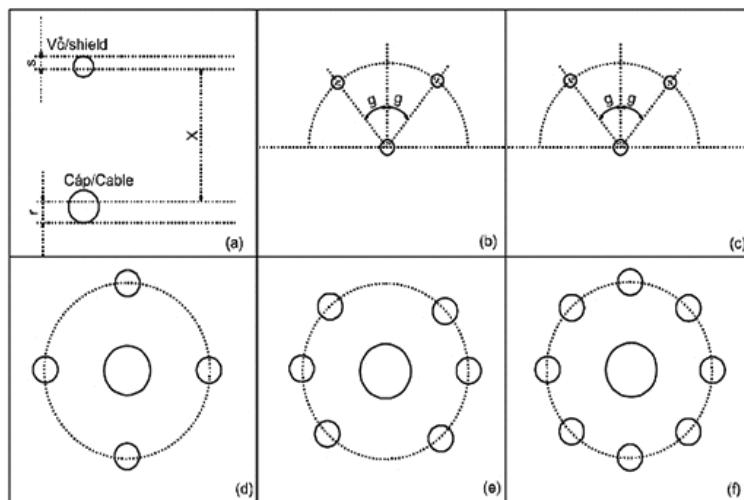 Vỏ/shield
s
X
Cáp/Cable
r
(a)
g g
(b)
g g
(c)
(d)
(e)
(f)